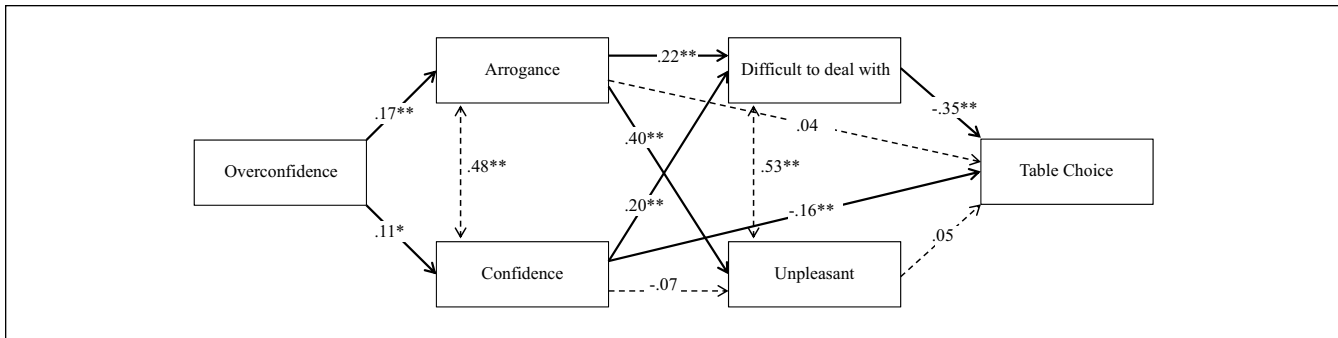 Arrogance
.22**
Difficult to deal with
.17**
-.35**
.04
.40**
Overconfidence
.48**
.53**
Table Choice
.20**
-.16**
.11*
.05
Confidence
-.07
Unpleasant